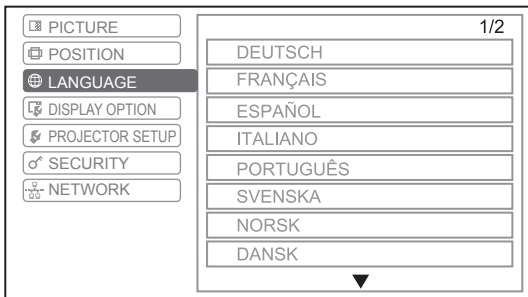 PICTURE
POSITION
LANGUAGE
DISPLAY OPTION
PROJECTOR SETUP
SECURITY
NETWORK
1/2
DEUTSCH
FRANÇAIS
ESPAÑOL
ITALIANO
PORTUGUÊS
SVENSKA
NORSK
DANSK